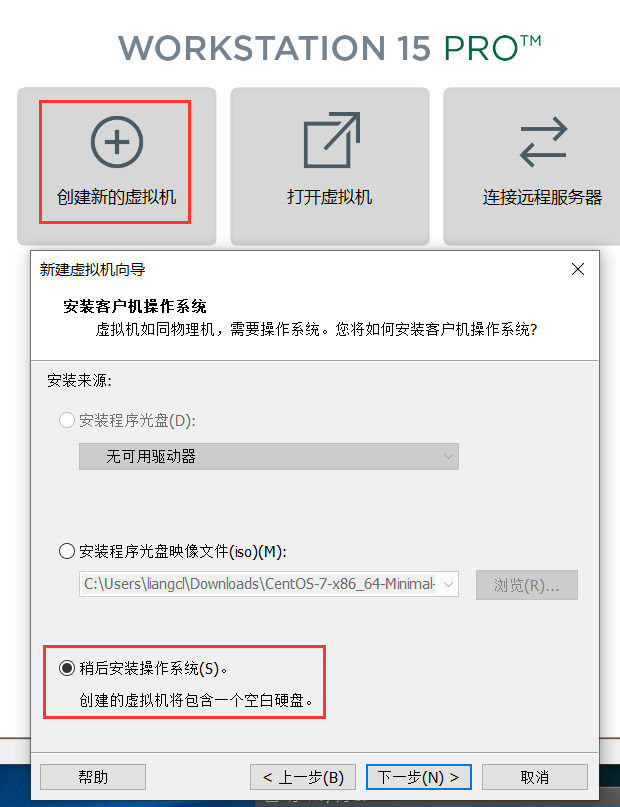 WORKSTATION 15 PRO™
创建新的虚拟机
打开虚拟机
连接远程服务器
新建虚拟机向导
安装客户机操作系统
虚拟机如同物理机，需要操作系统。您将如何安装客户机操作系统?
安装来源:
安装程序光盘(D):
无可用驱动器
安装程序光盘映像文件(iso)(M):
C:\Users\liangcl\Downloads\CentOS-7-x86_64-Minimal-
浏览(R)...
稍后安装操作系统(S)。
创建的虚拟机将包含一个空白硬盘。
帮助
< 上一步(B)
下一步(N) >
取消